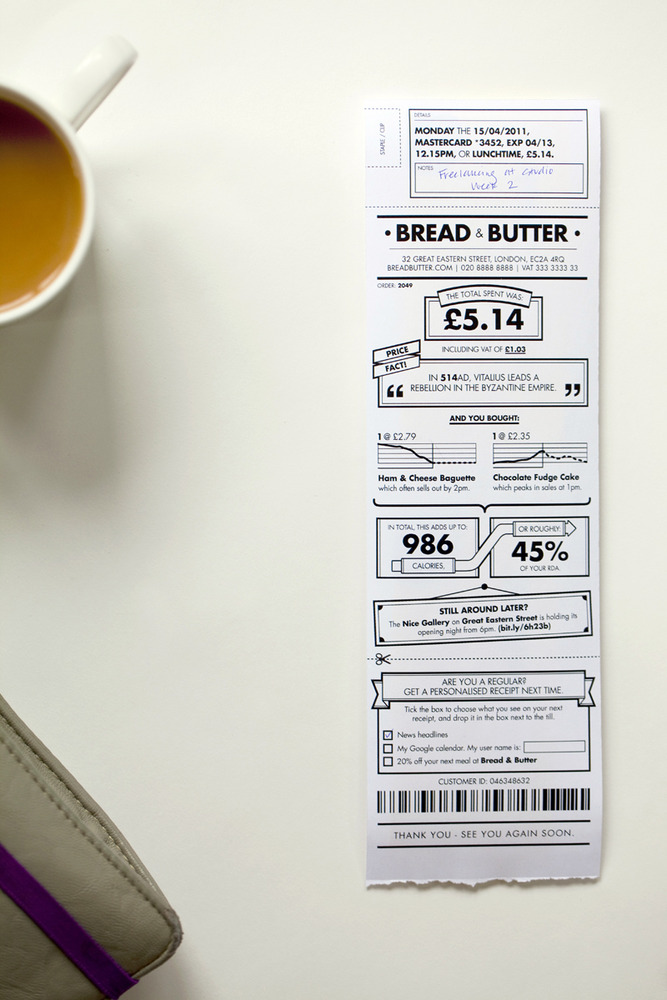 STAPLE / CLIP
DETAILS
MONDAY THE 15/04/2011,
MASTERCARD *3452, EXP 04/13,
12.15PM, OR LUNCHTIME, £5.14.
NOTES
Freelancing at studio
week 2
• BREAD & BUTTER •
32 GREAT EASTERN STREET, LONDON, EC2A 4RQ
BREADBUTTER.COM | 020 8888 8888 | VAT 333 3333 33
ORDER: 2049
THE TOTAL SPENT WAS:
£5.14
INCLUDING VAT OF £1.03
PRICE
FACT!
“ IN 514AD, VITALIUS LEADS A
REBELLION IN THE BYZANTINE EMPIRE. ”
AND YOU BOUGHT:
1 @ £2.79
Ham & Cheese Baguette
which often sells out by 2pm.
1 @ £2.35
Chocolate Fudge Cake
which peaks in sales at 1pm.
IN TOTAL, THIS ADDS UP TO:
986
CALORIES,
OR ROUGHLY:
45%
OF YOUR RDA.
STILL AROUND LATER?
The Nice Gallery on Great Eastern Street is holding its
opening night from 6pm. (bit.ly/6h23b)
ARE YOU A REGULAR?
GET A PERSONALISED RECEIPT NEXT TIME.
Tick the box to choose what you see on your next
receipt, and drop it in the box next to the till.
News headlines
My Google calendar. My user name is:
20% off your next meal at Bread & Butter
CUSTOMER ID: 046348632
THANK YOU - SEE YOU AGAIN SOON.